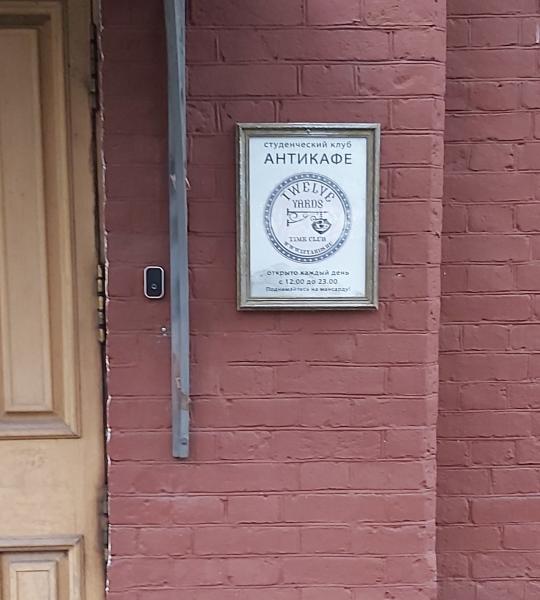 студенческий клуб
АНТИКАФЕ
TWELVE
YARDS
TIME CLUB
открыто каждый день
с 12.00 до 23.00
Поднимайтесь на мансарду!